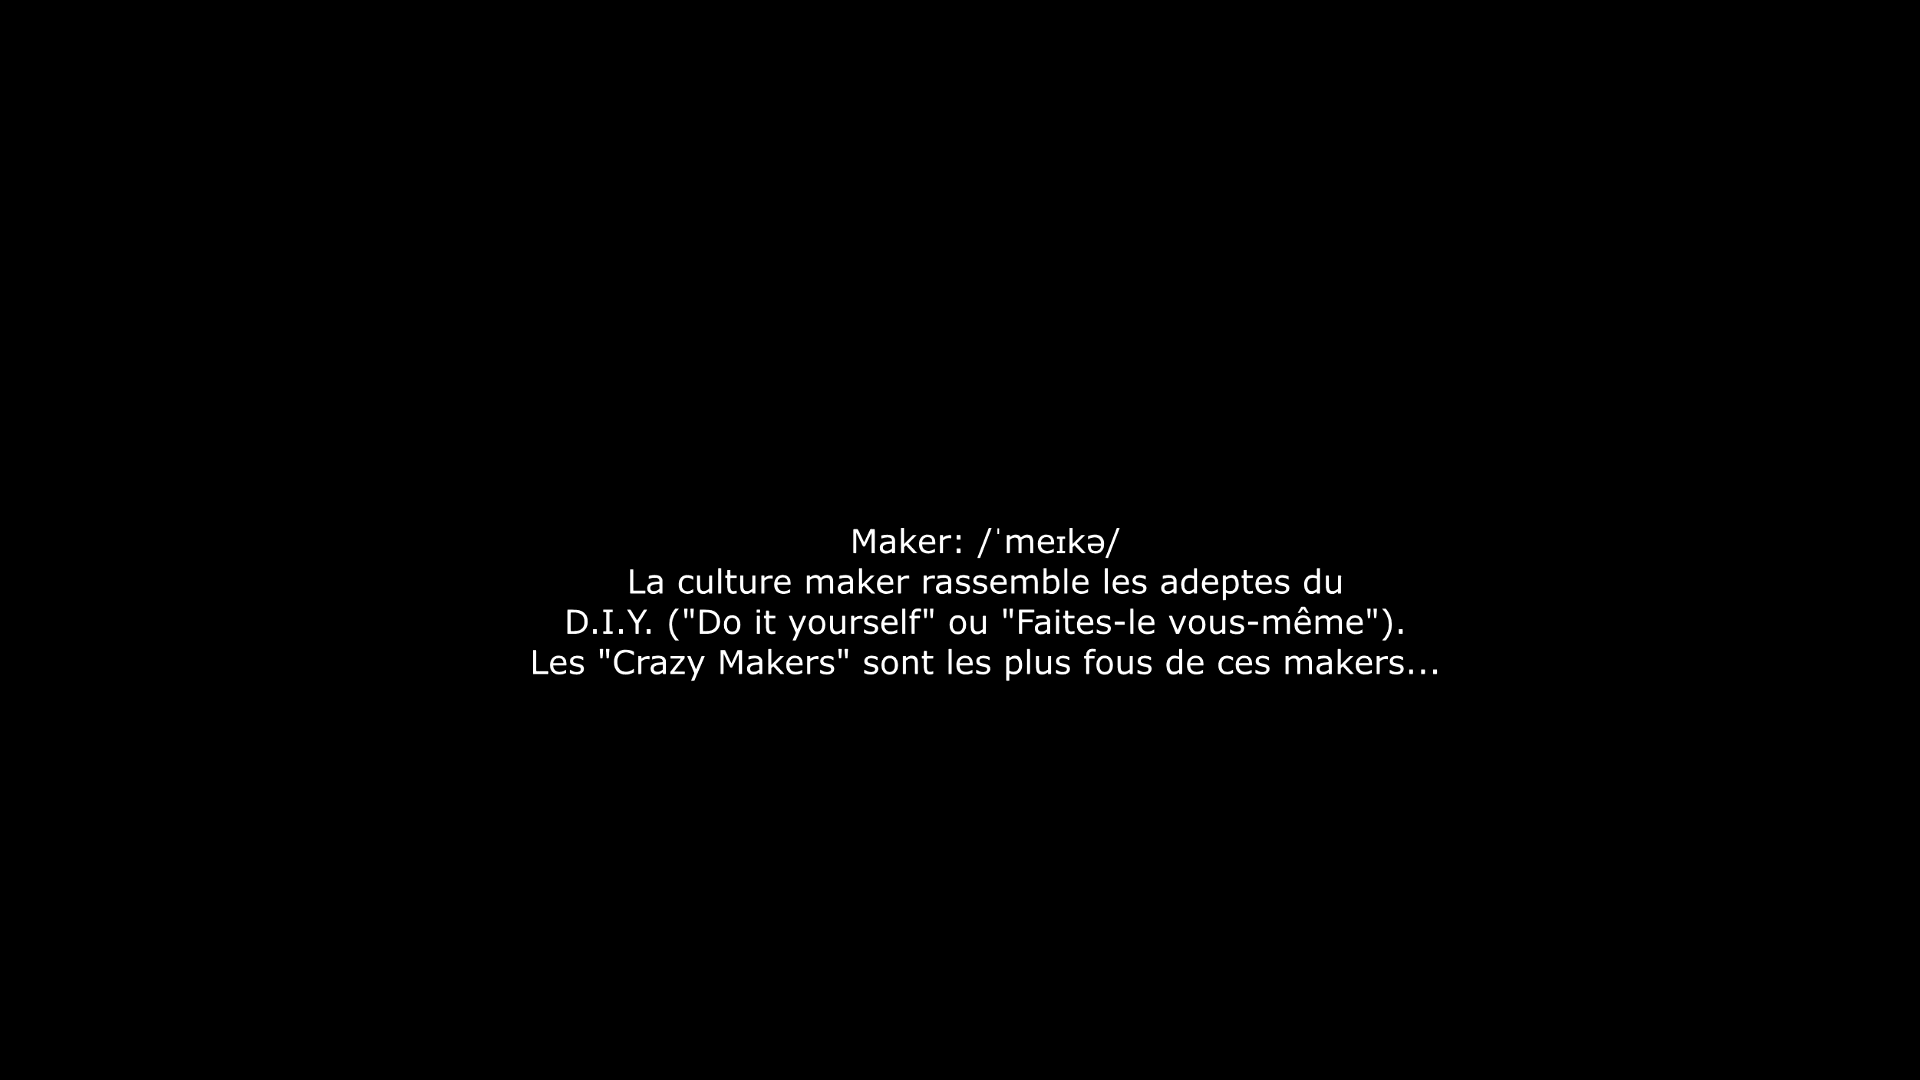 Maker: /ˈmeɪkə/
La culture maker rassemble les adeptes du
D.I.Y. ("Do it yourself" ou "Faites-le vous-même").
Les "Crazy Makers" sont les plus fous de ces makers...